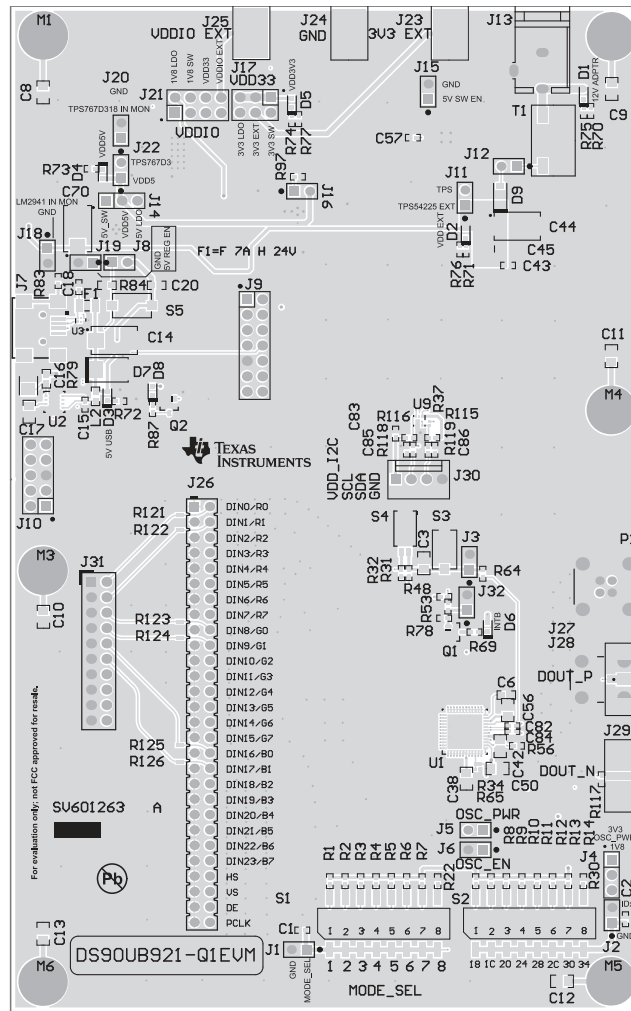 M1
J25
VDDIO EXT
J24
GND
J23
3V3 EXT
J13
C8
J20
GND
TPS767D318 IN MON
J21
1V8 LDO
1V8 SW
VDD33
VDDIO EXT
VDDIO
J17
VDD33
VDD3V3
D5
3V3 LDO
3V3 EXT
3V3 SW
R74
R77
J15
GND
5V SW EN
D1
12V ADPTR
C9
T1
R75
R70
C57
VDD5V
J22
TPS767D3
VDD5
R73
D4
R97
J16
J12
J11
TPS
TPS54225 EXT
D9
LM2941 IN MON
GND
C70
J14
5V_SW
VDD5V
5V LDO
J18
J19
J8
GND
5V REG EN
F1=F 7A H 24V
VDD EXT
D2
C44
C45
C43
R76
R71
J7
R83
C18
F1
R84
C20
S5
U3
C14
J9
C11
M4
C16
R79
D7
D8
C17
U2
C15
L2
D3
5V USB
R72
R87
Q2
J10
TEXAS
INSTRUMENTS
U9
R37
C83
R116
R115
C85
R118
R119
C86
VDD_I2C
SCL
SDA
GND
J30
J26
R121
R122
S4
S3
C3
J3
R32
R31
R64
R48
J32
R53
R78
Q1
R69
INTB
D6
M3
C10
J31
R123
R124
R125
R126
DIN0/R0
DIN1/R1
DIN2/R2
DIN3/R3
DIN4/R4
DIN5/R5
DIN6/R6
DIN7/R7
DIN8/G0
DIN9/G1
DIN10/G2
DIN11/G3
DIN12/G4
DIN13/G5
DIN14/G6
DIN15/G7
DIN16/B0
DIN17/B1
DIN18/B2
DIN19/B3
DIN20/B4
DIN21/B5
DIN22/B6
DIN23/B7
HS
VS
DE
PCLK
P1
J27
J28
DOUT_P
J29
DOUT_N
R117
C6
C56
C82
C84
R56
U1
C42
C38
R34
R65
C50
For evaluation only; not FCC approved for resale.
SV601263 A
Pb
OSC_PWR
J5
J6
OSC_EN
R1
R2
R3
R4
R5
R6
R7
R22
R8
R9
R10
R11
R12
R13
R14
R30
3V3
OSC_PWR
1V8
J4
S1
1 2 3 4 5 6 7 8
S2
1 2 3 4 5 6 7 8
GND
J2
C13
M6
DS90UB921-Q1EVM
C1
J1
GND
MODE_SEL
1 2 3 4 5 6 7 8
MODE_SEL
18 1C 20 24 28 2C 30 34
C12
M5